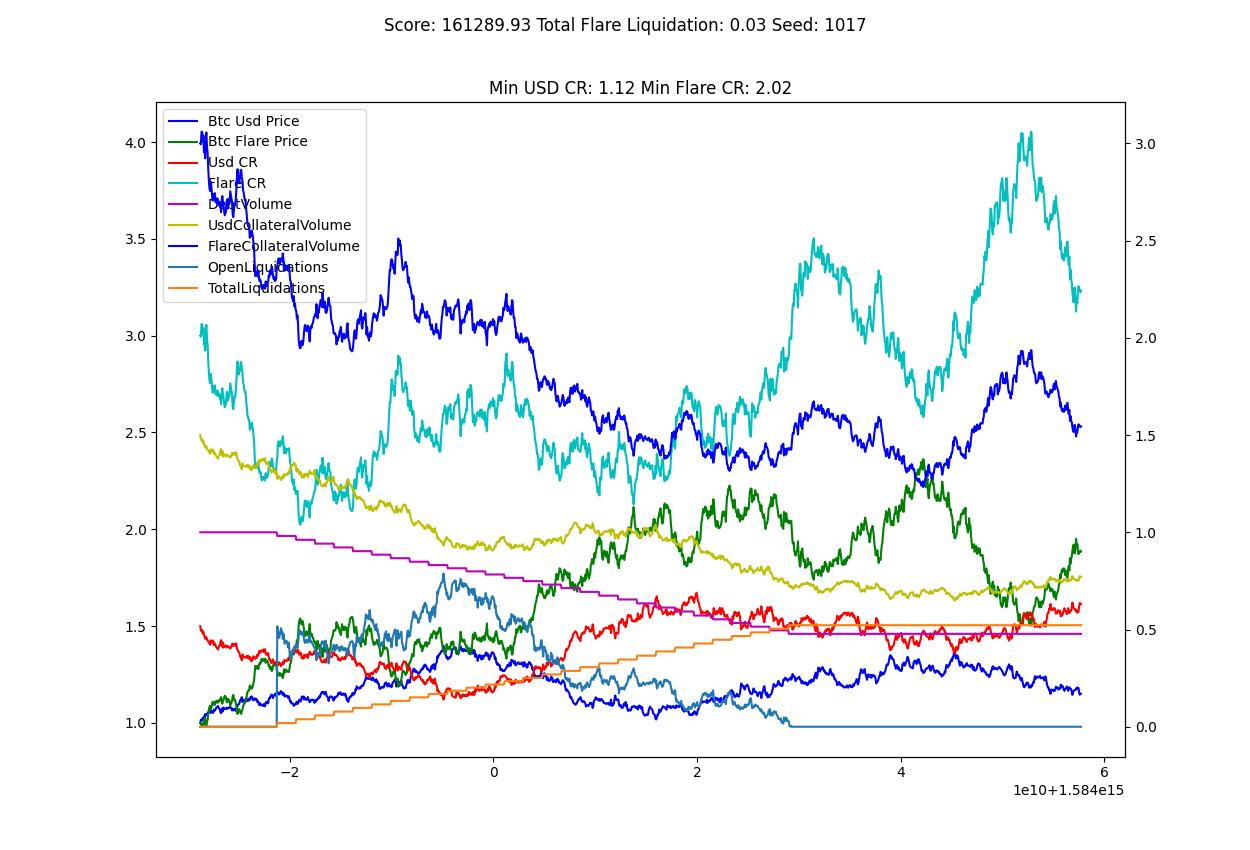 Score: 161289.93 Total Flare Liquidation: 0.03 Seed: 1017
Min USD CR: 1.12 Min Flare CR: 2.02
Btc Usd Price
Btc Flare Price
Usd CR
Flare CR
DebtVolume
UsdCollateralVolume
FlareCollateralVolume
OpenLiquidations
TotalLiquidations
4.0
3.5
3.0
2.5
2.0
1.5
1.0
3.0
2.5
2.0
1.5
1.0
0.5
0.0
−2
0
2
4
6
1e10+1.584e15